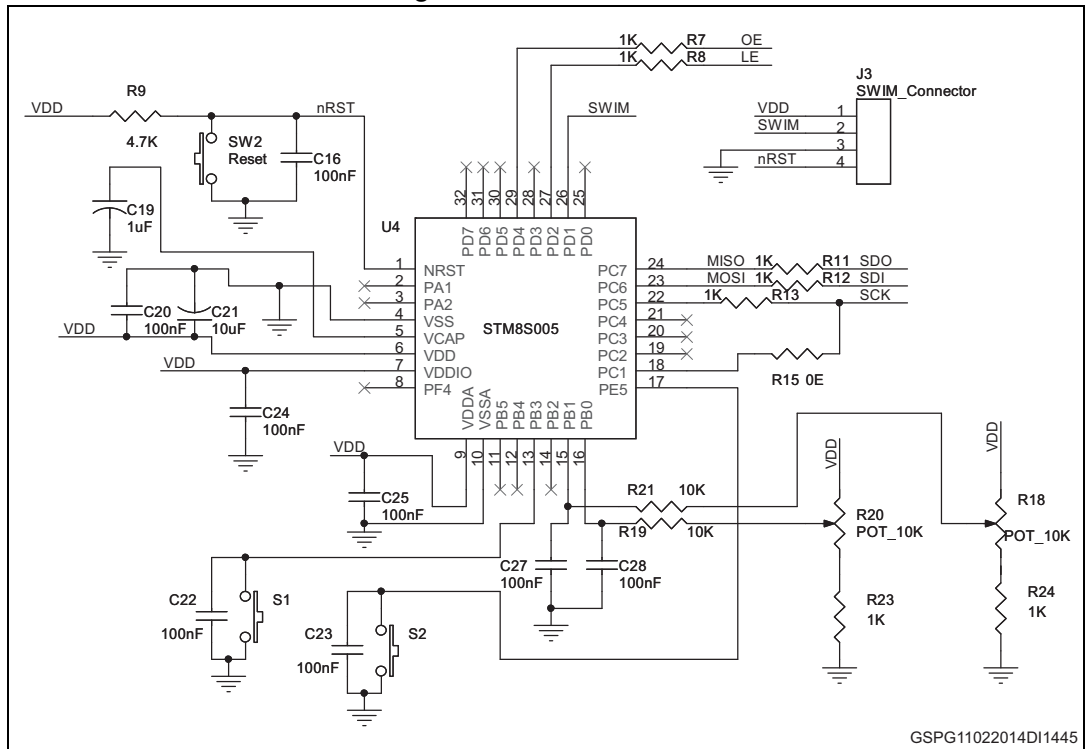 1K R7 OE
1K R8 LE
J3
SWIM_Connector
VDD 1
SWIM 2
3
nRST 4
R9
VDD
4.7K
nRST
SW2
Reset
C16
100nF
SWIM
C19
1uF
C20
100nF
C21
10uF
VDD
VDD
C24
100nF
U4
STM8S005
32 31 30 29 28 27 26 25
PD7 PD6 PD5 PD4 PD3 PD2 PD1 PD0
1 NRST
2 PA1
3 PA2
4 VSS
5 VCAP
6 VDD
7 VDDIO
8 PF4
PC7 24
PC6 23
PC5 22
PC4 21
PC3 20
PC2 19
PC1 18
PE5 17
VDDA VSSA PB5 PB4 PB3 PB2 PB1 PB0
9 10 11 12 13 14 15 16
MISO 1K R11 SDO
MOSI 1K R12 SDI
1K R13 SCK
R15 0E
VDD
C25
100nF
R21 10K
R19 10K
C27
100nF
C28
100nF
VDD
R20
POT_10K
R23
1K
VDD
R18
POT_10K
R24
1K
C22
100nF
S1
C23
100nF
S2
GSPG11022014DI1445